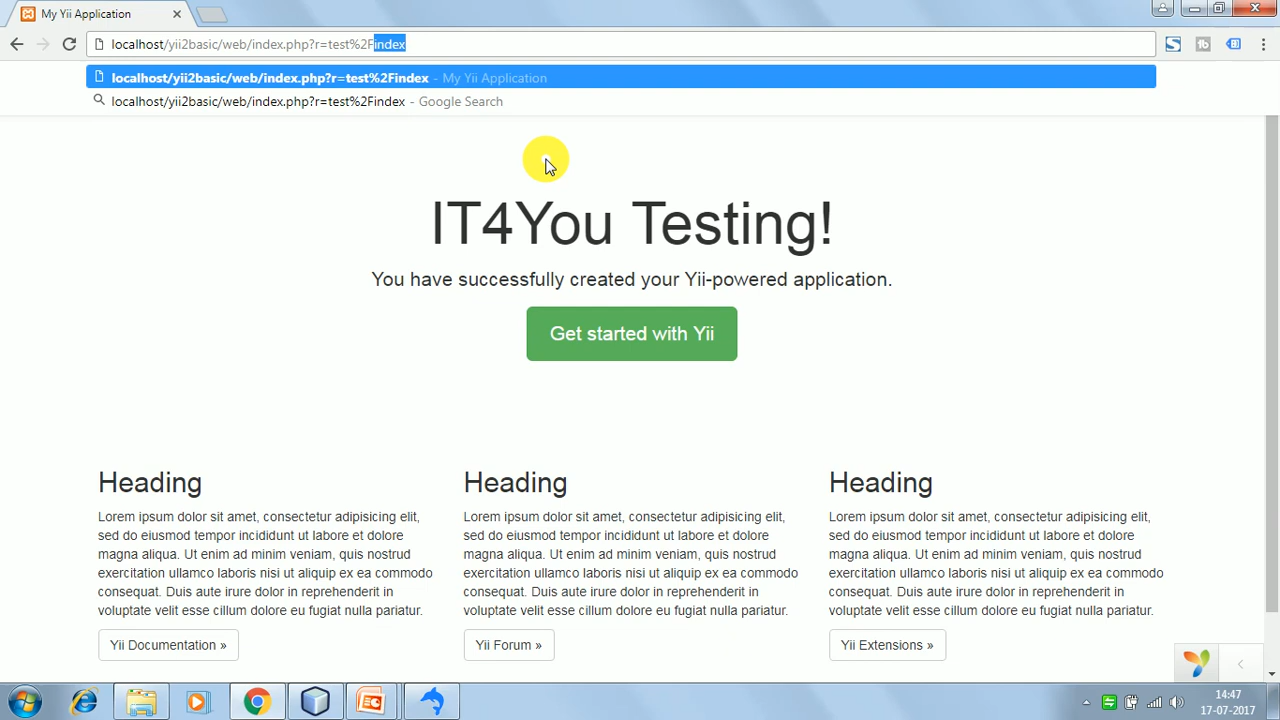 My Yii Application
localhost/yii2basic/web/index.php?r=test%2Findex
localhost/yii2basic/web/index.php?r=test%2Findex - My Yii Application
localhost/yii2basic/web/index.php?r=test%2Findex - Google Search
IT4You Testing!
You have successfully created your Yii-powered application.
Get started with Yii
Heading
Lorem ipsum dolor sit amet, consectetur adipisicing elit,
sed do eiusmod tempor incididunt ut labore et dolore
magna aliqua. Ut enim ad minim veniam, quis nostrud
exercitation ullamco laboris nisi ut aliquip ex ea commodo
consequat. Duis aute irure dolor in reprehenderit in
voluptate velit esse cillum dolore eu fugiat nulla pariatur.
Yii Documentation »
Heading
Lorem ipsum dolor sit amet, consectetur adipisicing elit,
sed do eiusmod tempor incididunt ut labore et dolore
magna aliqua. Ut enim ad minim veniam, quis nostrud
exercitation ullamco laboris nisi ut aliquip ex ea commodo
consequat. Duis aute irure dolor in reprehenderit in
voluptate velit esse cillum dolore eu fugiat nulla pariatur.
Yii Forum »
Heading
Lorem ipsum dolor sit amet, consectetur adipisicing elit,
sed do eiusmod tempor incididunt ut labore et dolore
magna aliqua. Ut enim ad minim veniam, quis nostrud
exercitation ullamco laboris nisi ut aliquip ex ea commodo
consequat. Duis aute irure dolor in reprehenderit in
voluptate velit esse cillum dolore eu fugiat nulla pariatur.
Yii Extensions »
14:47
17-07-2017